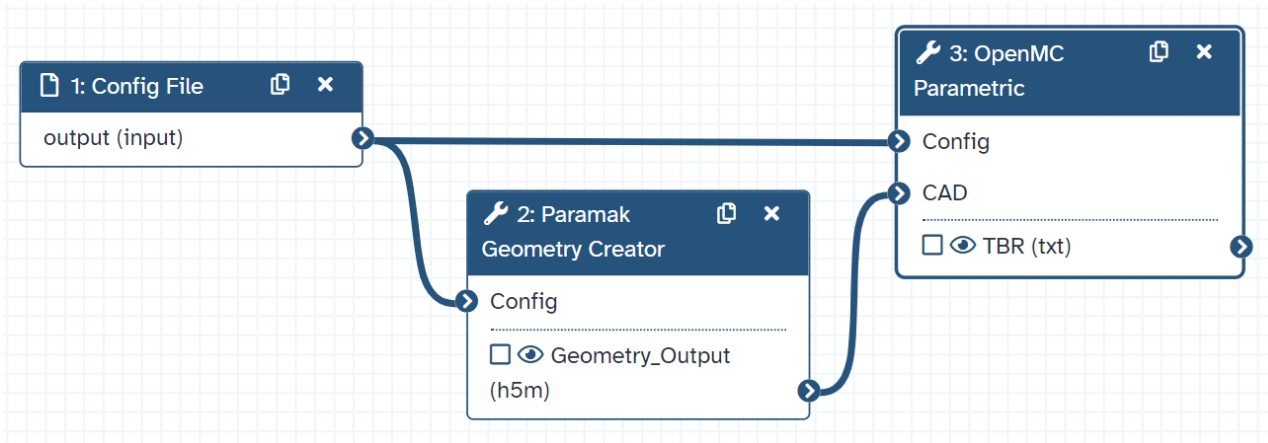 1: Config File
output (input)
2: Paramak
Geometry Creator
Config
Geometry_Output
(h5m)
3: OpenMC
Parametric
Config
CAD
TBR (txt)